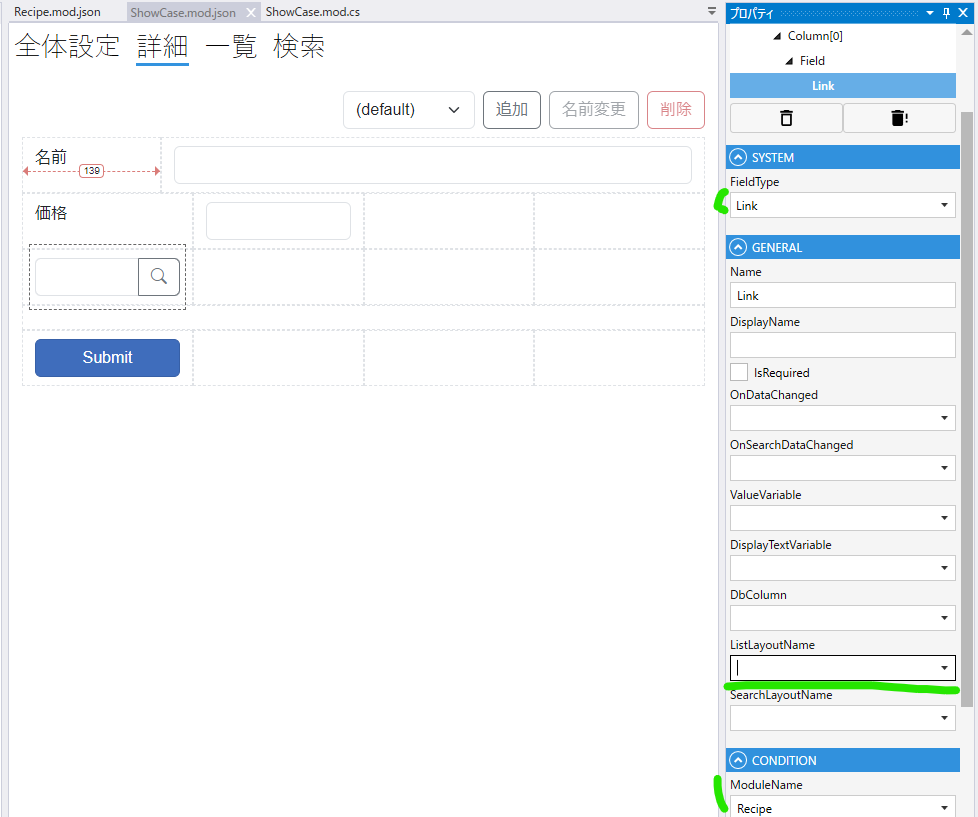 Recipe.mod.json ShowCase.mod.json ShowCase.mod.cs
全体設定 詳細 一覧 検索
(default) 追加 名前変更 削除
名前
139
価格
Submit
プロパティ
Column[0]
Field
Link
SYSTEM
FieldType
Link
GENERAL
Name
Link
DisplayName
IsRequired
OnDataChanged
OnSearchDataChanged
ValueVariable
DisplayTextVariable
DbColumn
ListLayoutName
SearchLayoutName
CONDITION
ModuleName
Recipe